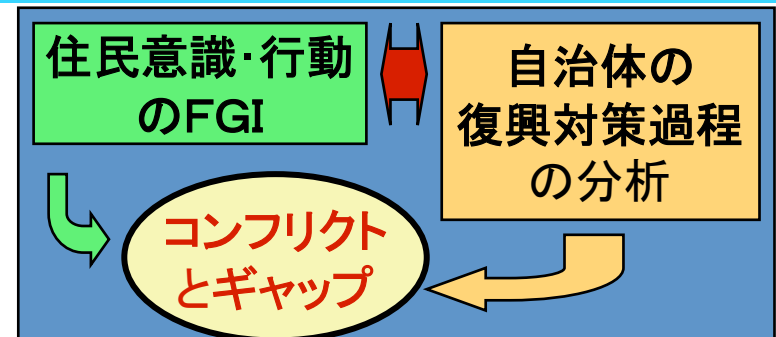 住民意識・行動
のFGI
自治体の
復興対策過程
の分析
コンフリクト
とギャップ